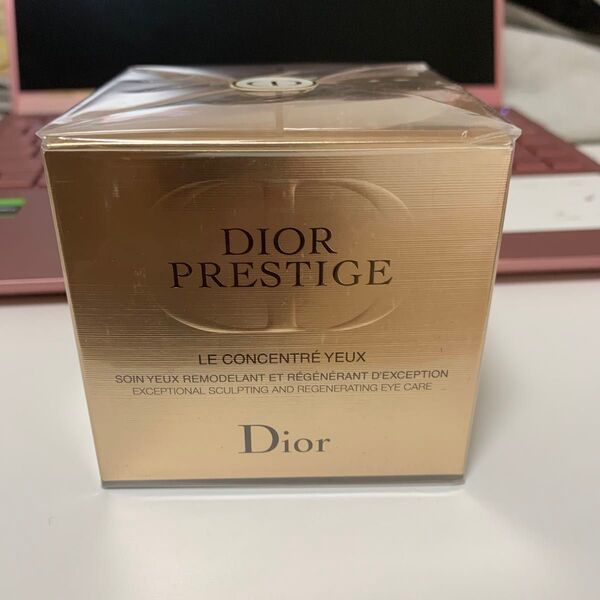 DIOR
PRESTIGE
LE CONCENTRÉ YEUX
SOIN YEUX REMODELANT ET RÉGÉNÉRANT D'EXCEPTION
EXCEPTIONAL SCULPTING AND REGENERATING EYE CARE
Dior